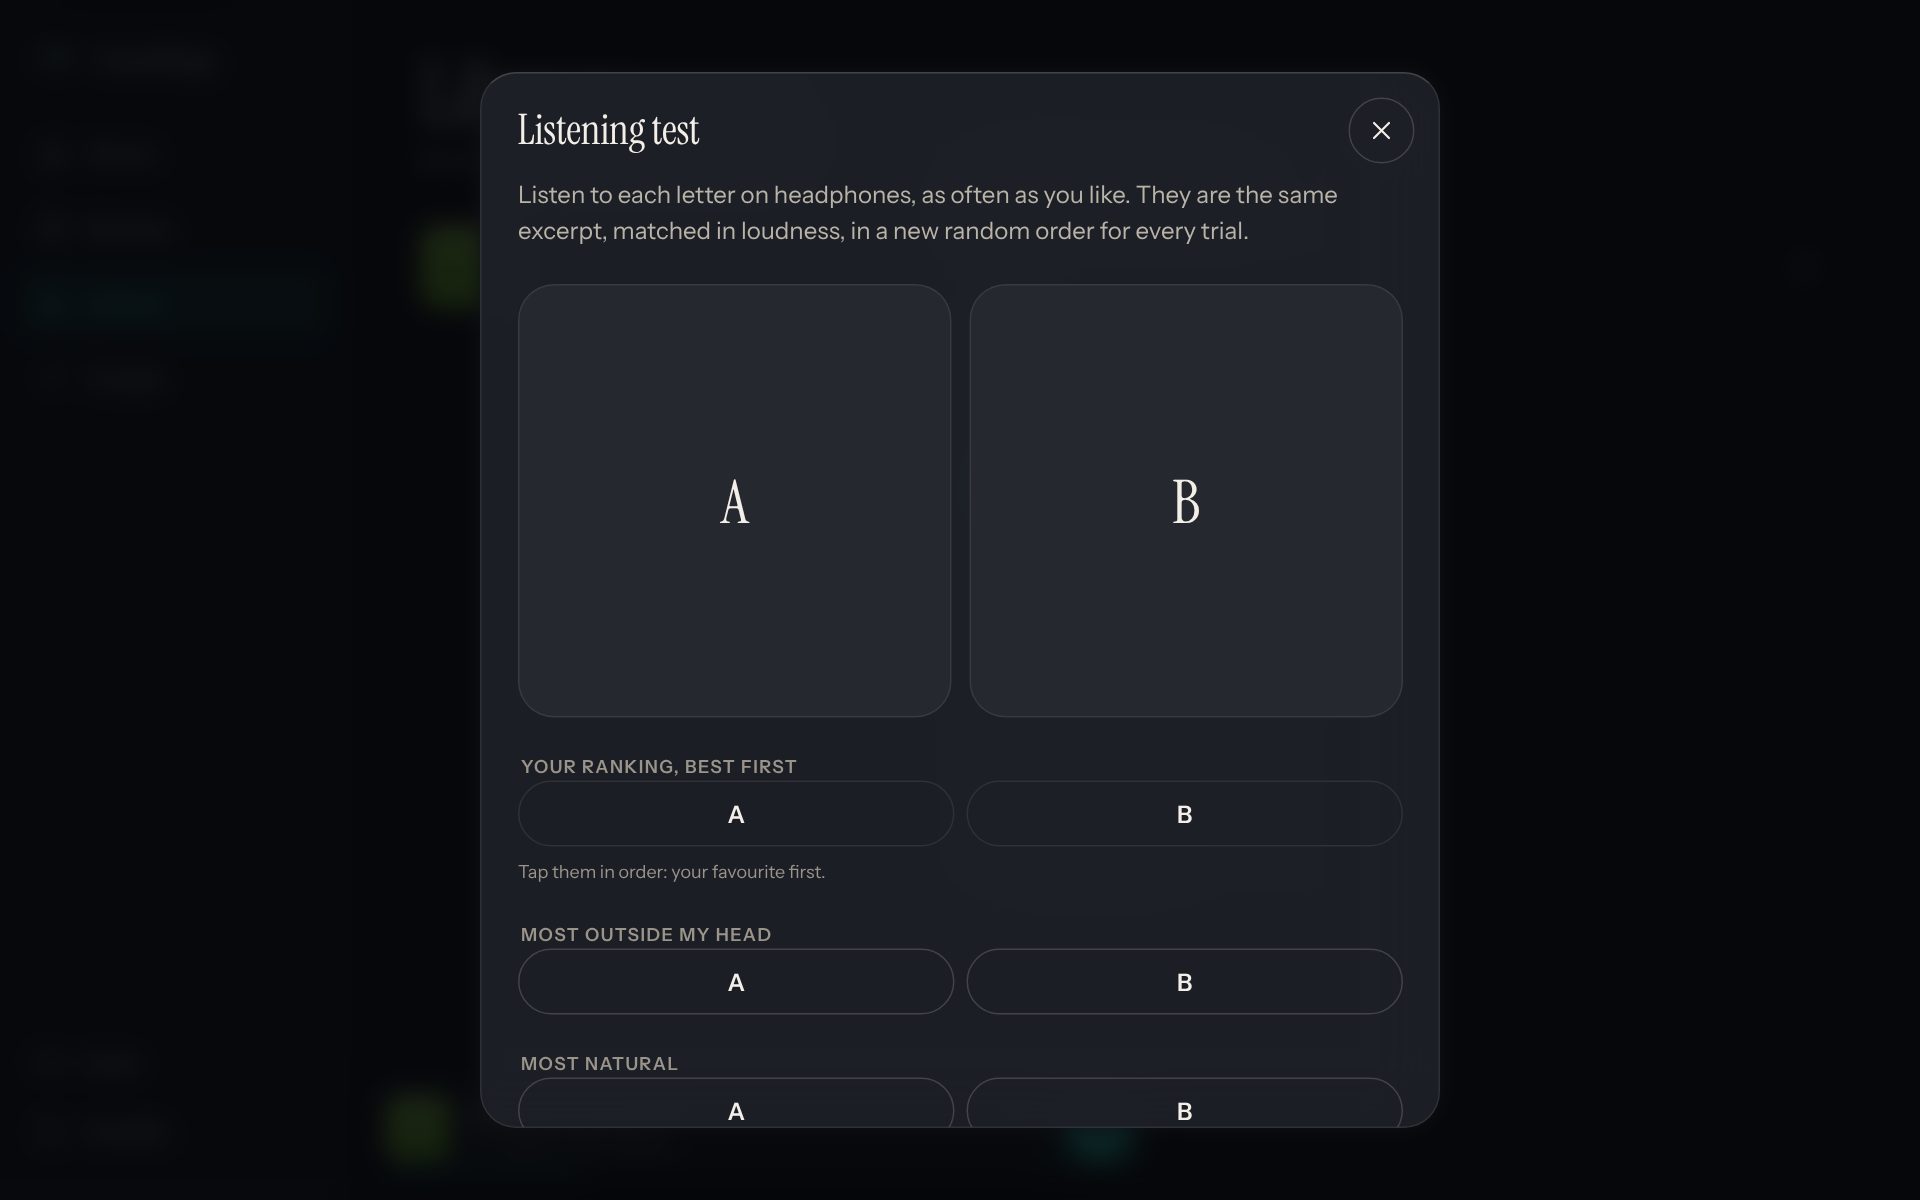 Listening test
Listen to each letter on headphones, as often as you like. They are the same
excerpt, matched in loudness, in a new random order for every trial.
A
B
YOUR RANKING, BEST FIRST
A
B
Tap them in order: your favourite first.
MOST OUTSIDE MY HEAD
A
B
MOST NATURAL
A
B